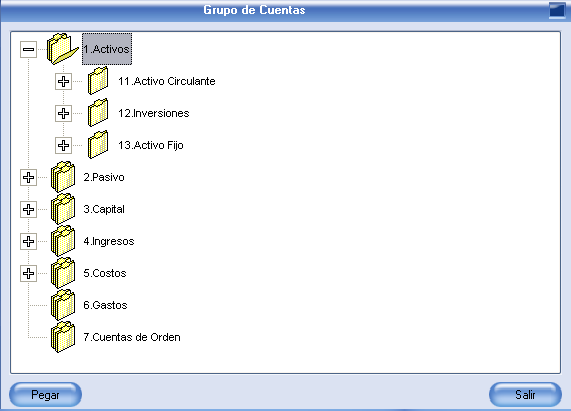 Grupo de Cuentas
1.Activos
11.Activo Circulante
12.Inversiones
13.Activo Fijo
2.Pasivo
3.Capital
4.Ingresos
5.Costos
6.Gastos
7.Cuentas de Orden
Pegar
Salir